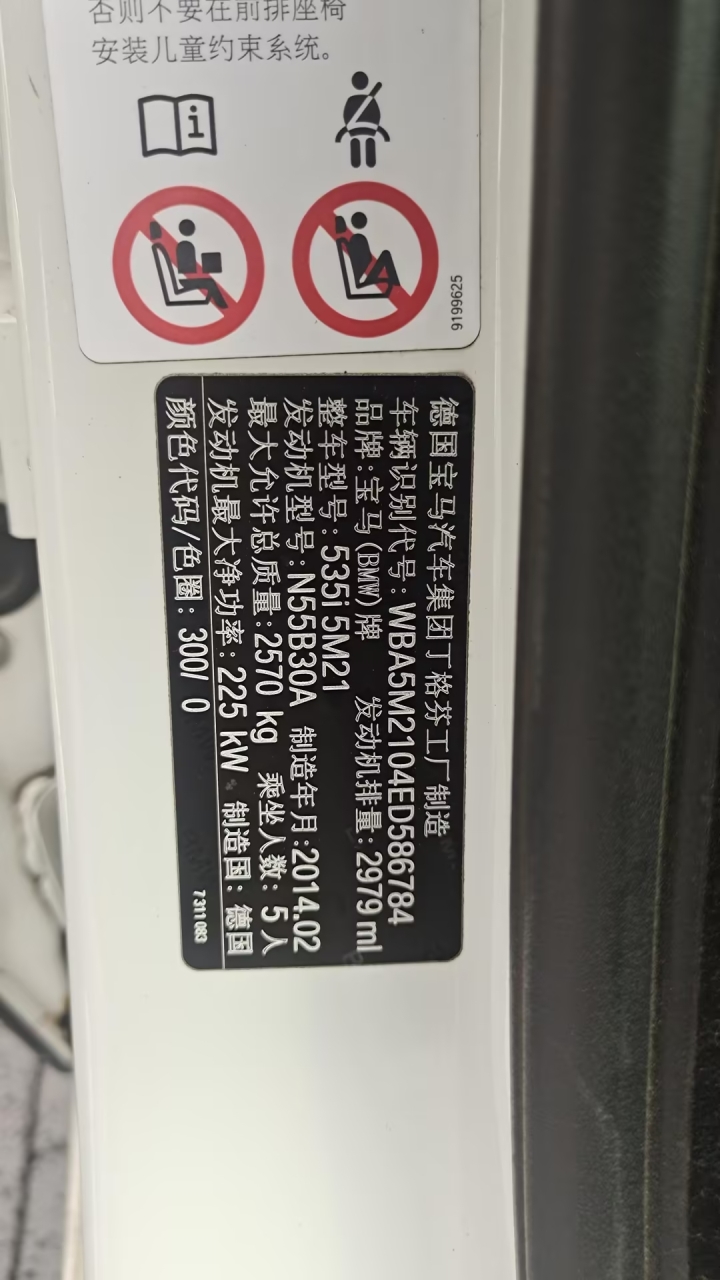 否则不要在前排座椅
安装儿童约束系统。
i
9199625
德国宝马汽车集团丁格芬工厂制造
车辆识别代号: WBA5M2104ED586784
品牌:宝马(BMW)牌 发动机排量: 2979 ml
整车型号: 535i 5M21
发动机型号: N55B30A 制造年月:2014.02
最大允许总质量: 2570 kg 乘坐人数: 5人
发动机最大净功率: 225 kW 制造国: 德国
颜色代码/色圈: 300/ 0
7311083